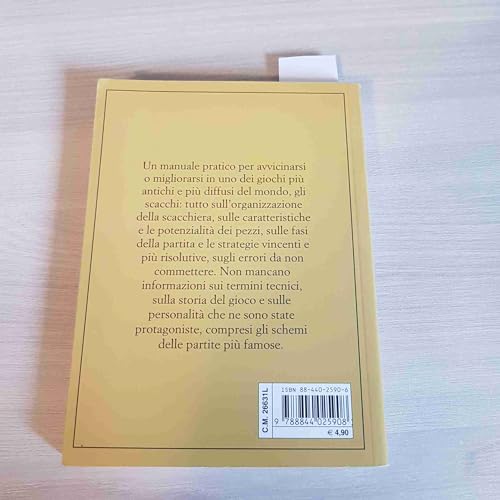 Un manuale pratico per avvicinarsi
o migliorarsi in uno dei giochi più
antichi e più diffusi del mondo, gli
scacchi: tutto sull'organizzazione
della scacchiera, sulle caratteristiche
e le potenzialità dei pezzi, sulle fasi
della partita e le strategie vincenti e
più risolutive, sugli errori da non
commettere. Non mancano
informazioni sui termini tecnici,
sulla storia del gioco e sulle
personalità che ne sono state
protagoniste, compresi gli schemi
delle partite più famose.
C.M. 26631L
ISBN 88-440-2590-6
9 788844 025908
€ 4,90